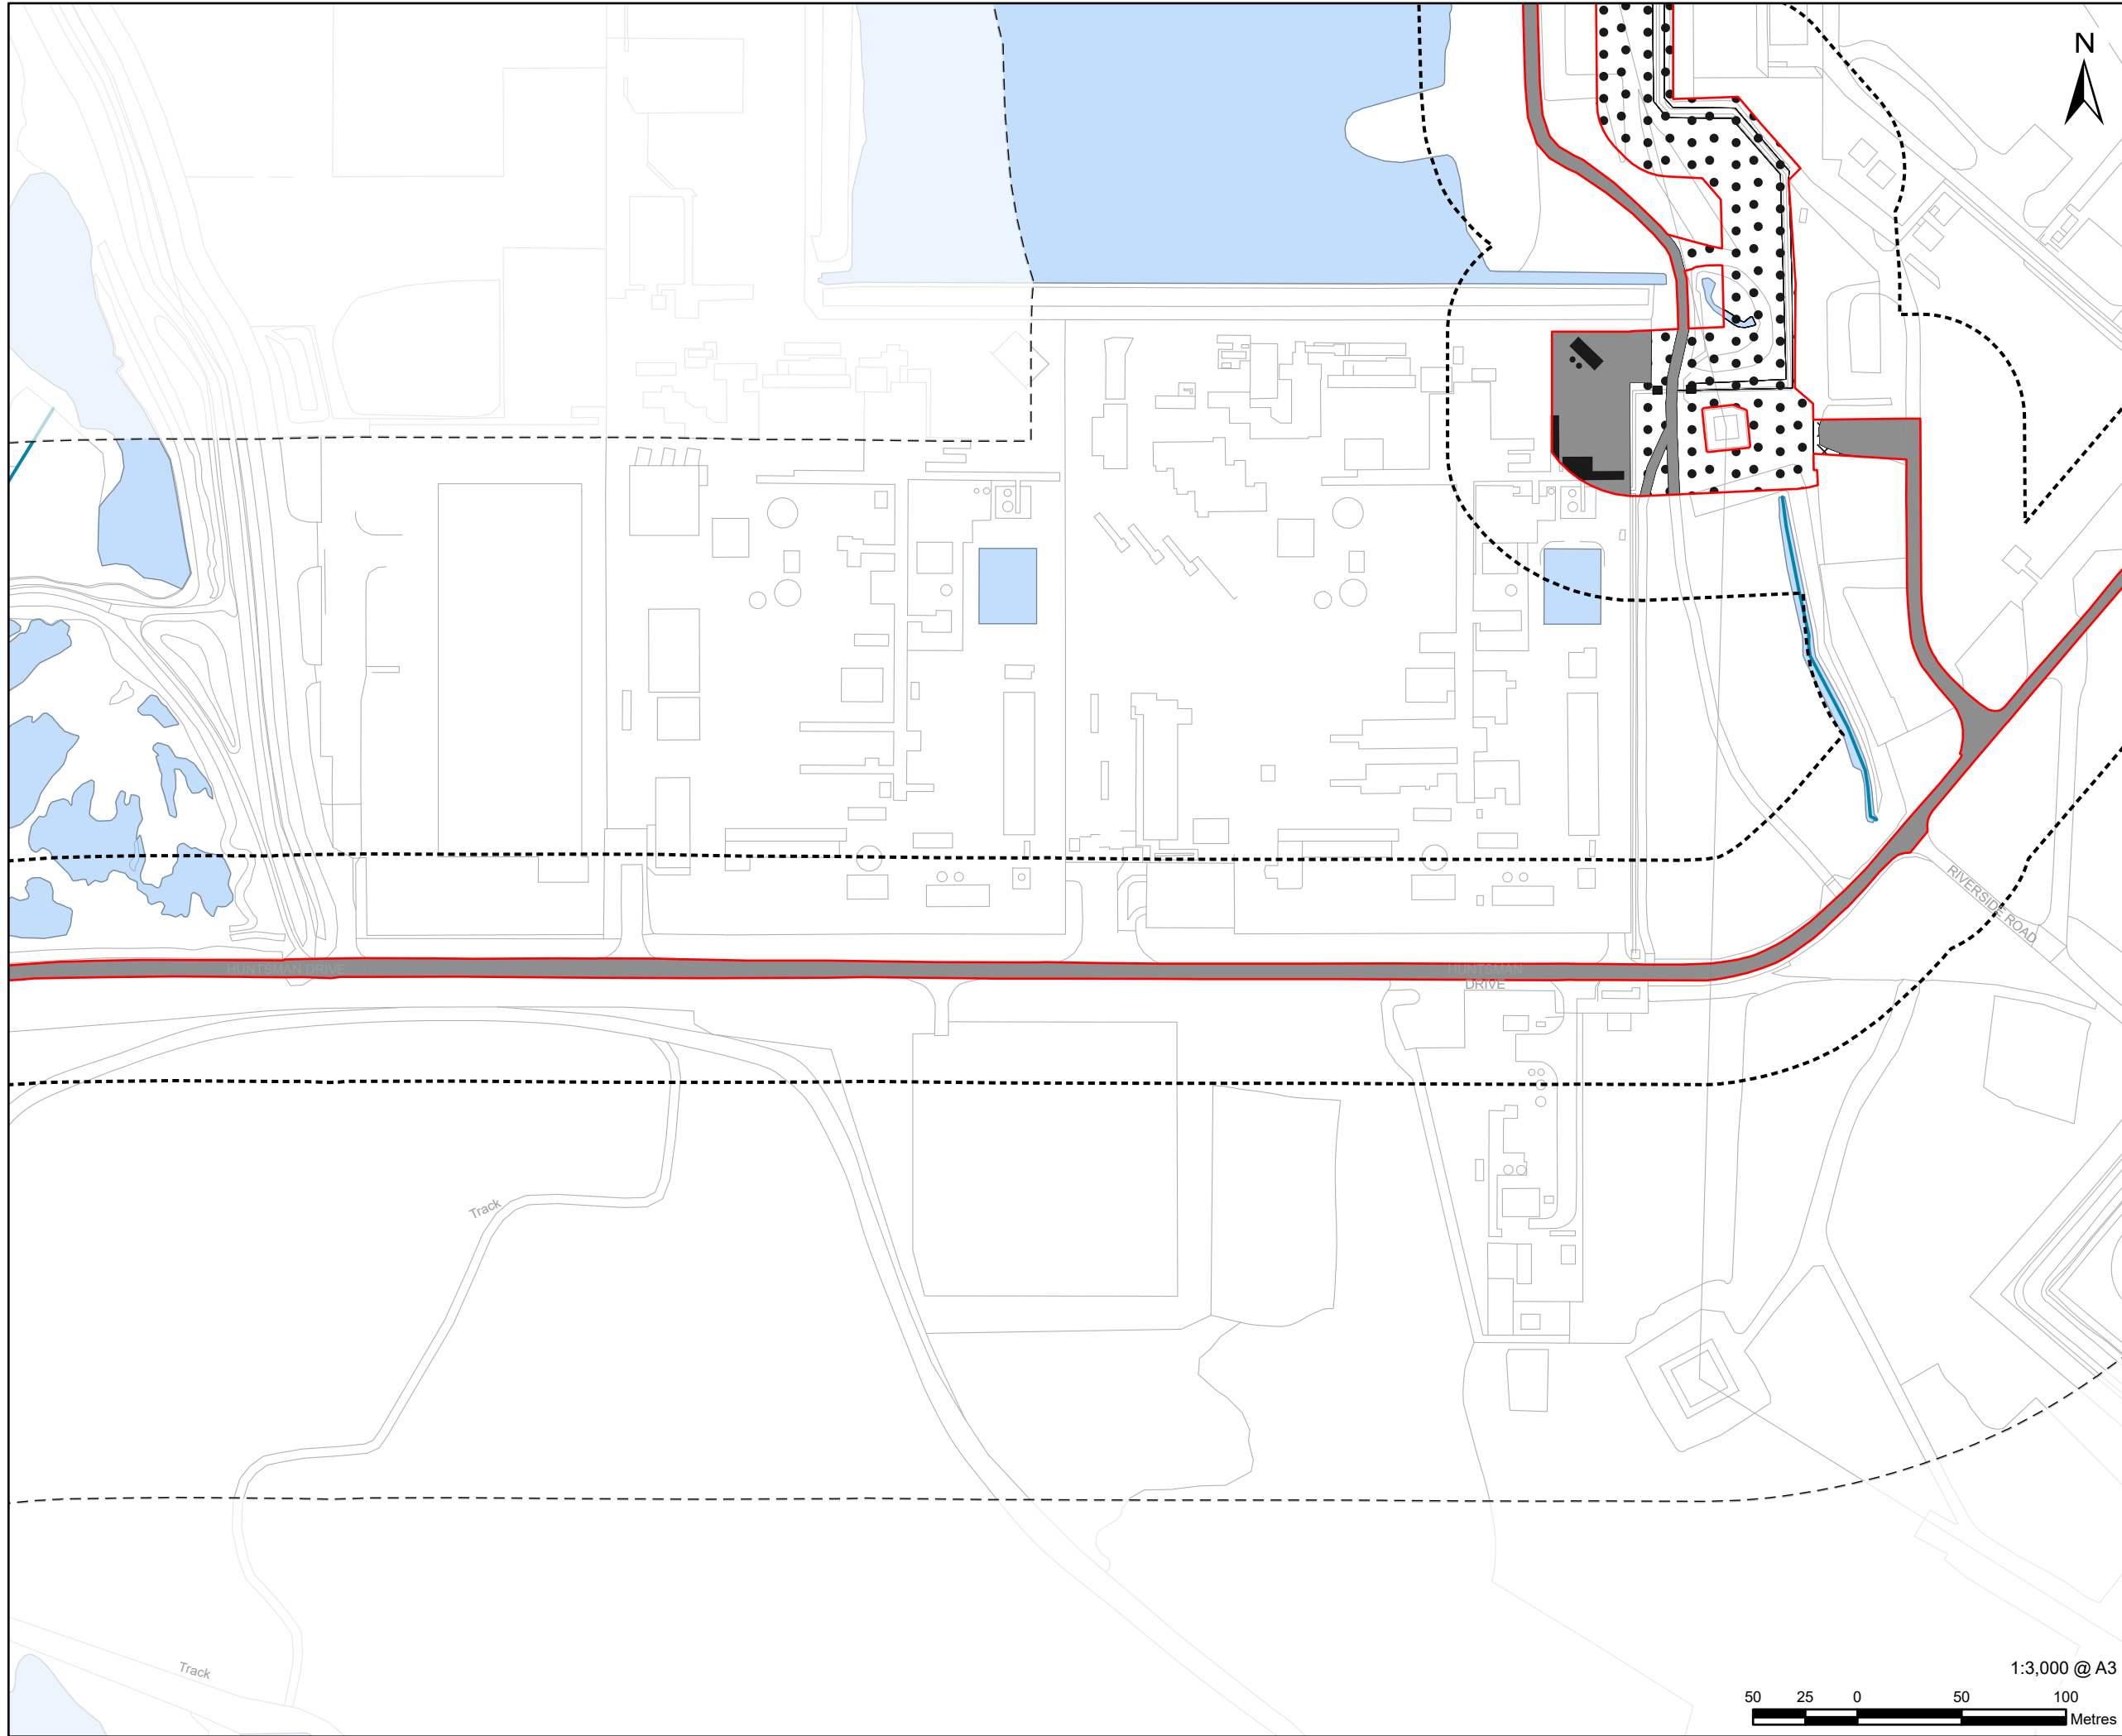 N
RIVERSIDE ROAD
HUNTSMAN DRIVE
HUNTSMAN
DRIVE
Track
Track
1:3,000 @ A3
50 25 0 50 100
Metres